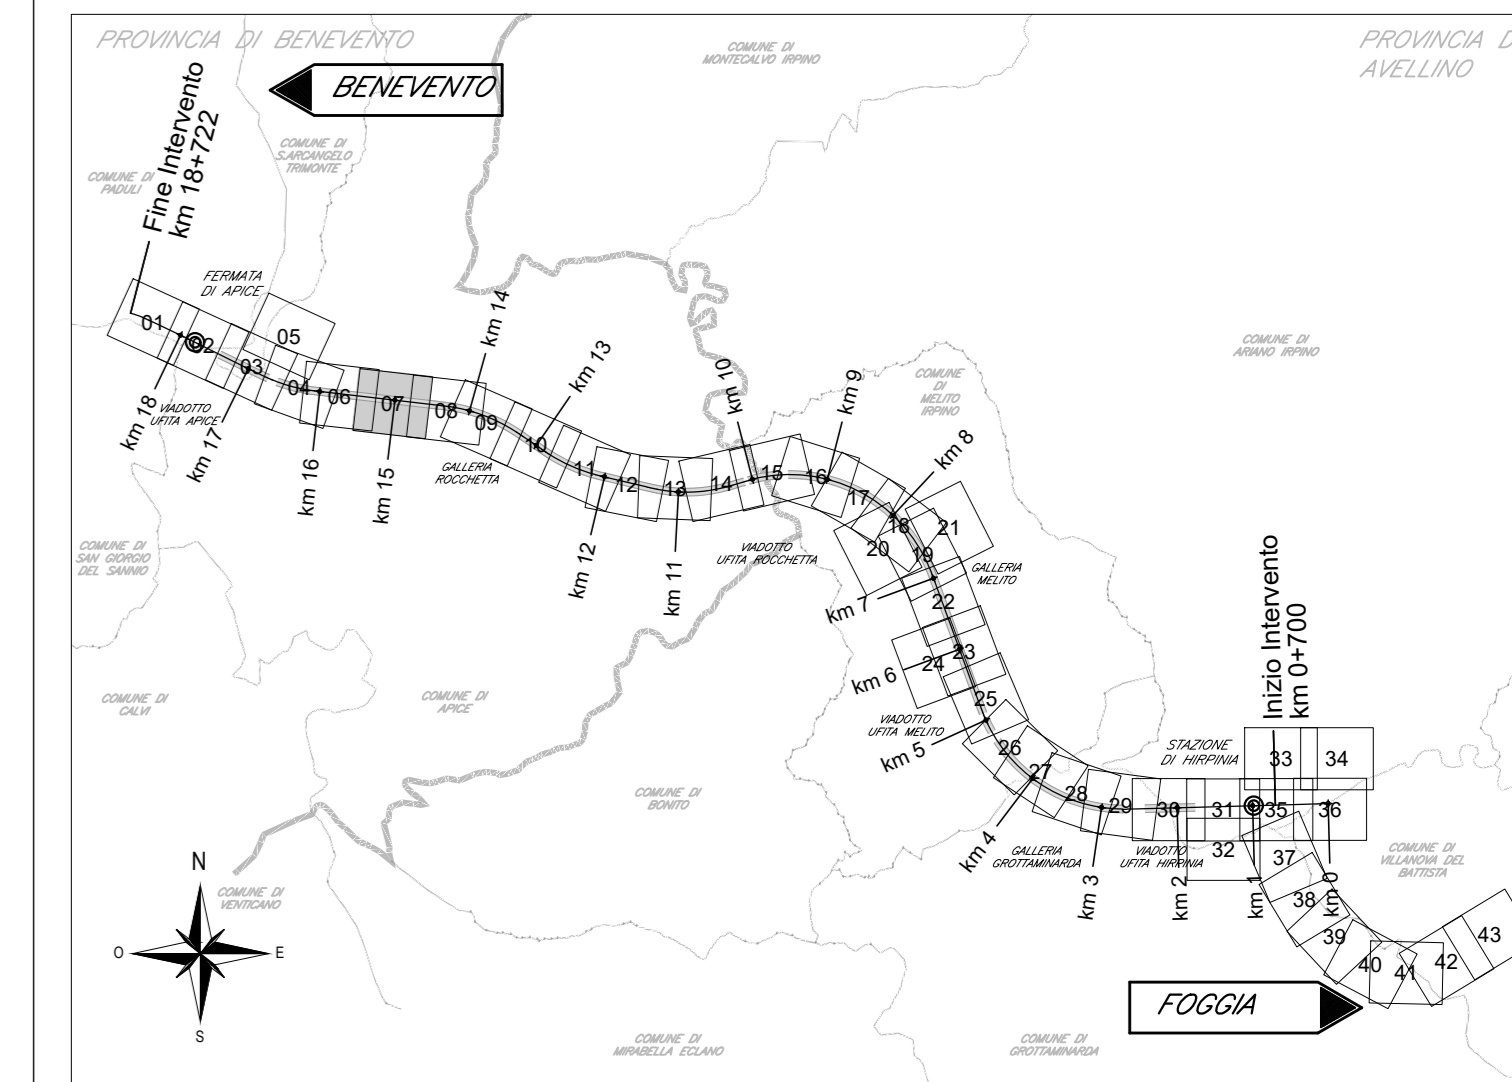 PROVINCIA DI BENEVENTO
BENEVENTO
COMUNE DI
MONTECALVO IRPINO
PROVINCIA D
AVELLINO
Fine Intervento
km 18+722
COMUNE DI
S.ARCANGELO
TRIMONTE
COMUNE DI
PADULI
FERMATA
DI APICE
01
02
03
04
05
06
07
08
09
10
11
12
13
14
15
16
17
18
19
20
21
22
23
24
25
26
27
28
29
30
31
32
33
34
35
36
37
38
39
40
41
42
43
km 18
km 17
km 16
km 15
km 14
km 13
km 12
km 11
km 10
km 9
km 8
km 7
km 6
km 5
km 4
km 3
km 2
km 1
km 0
VIADOTTO
UFITA APICE
GALLERIA
ROCCHETTA
VIADOTTO
UFITA ROCCHETTA
COMUNE
DI
MELITO
IRPINO
COMUNE DI
ARIANO IRPINO
GALLERIA
MELITO
COMUNE DI
SAN GIORGIO
DEL SANNIO
COMUNE DI
CALVI
COMUNE DI
APICE
VIADOTTO
UFITA MELITO
STAZIONE
DI HIRPINIA
Inizio Intervento
km 0+700
COMUNE DI
BONITO
GALLERIA
GROTTAMINARDA
VIADOTTO
UFITA HIRPINIA
COMUNE DI
VILLANOVA DEL
BATTISTA
COMUNE DI
VENTICANO
N
O
E
S
FOGGIA
COMUNE DI
MIRABELLA ECLANO
COMUNE DI
GROTTAMINARDA